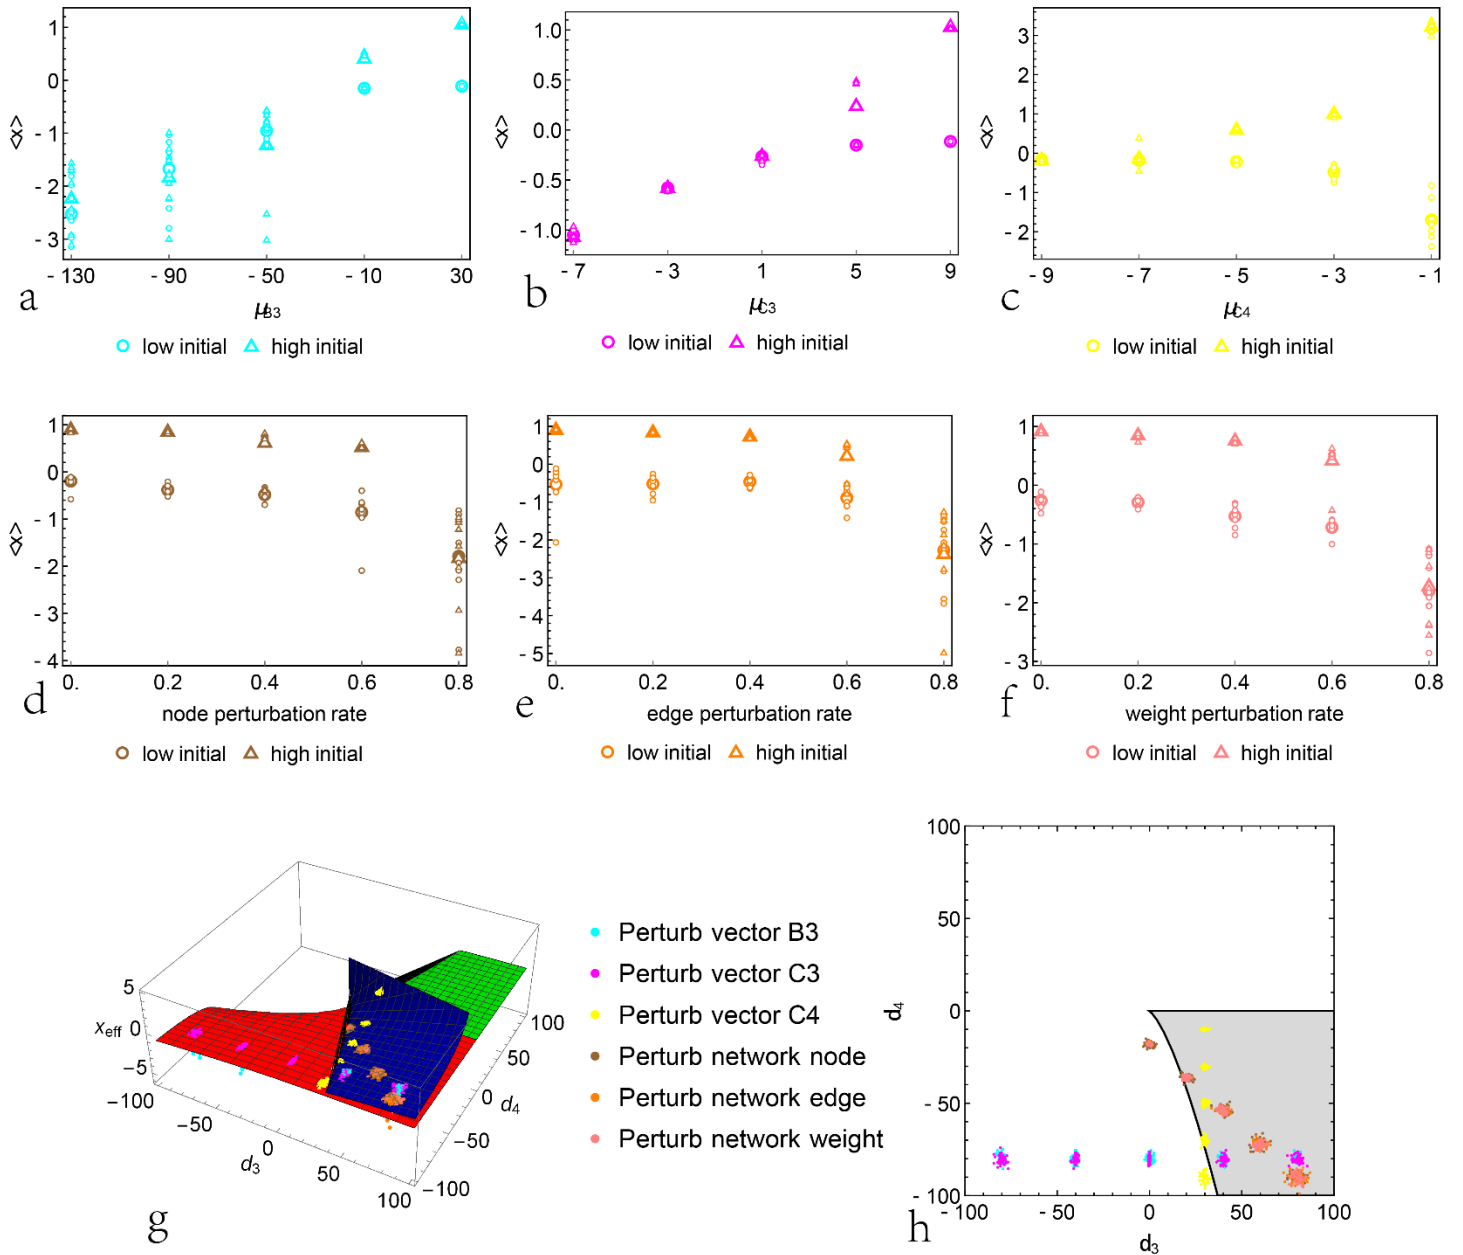 1
0
- 1
- 2
- 3
<x>
- 130
- 90
- 50
- 10
30
μB3
a
low initial
high initial
1.0
0.5
0.0
- 0.5
- 1.0
<x>
- 7
- 3
1
5
9
μC3
b
low initial
high initial
3
2
1
0
- 1
- 2
<x>
- 9
- 7
- 5
- 3
- 1
μC4
c
low initial
high initial
1
0
- 1
- 2
- 3
- 4
<x>
0.
0.2
0.4
0.6
0.8
node perturbation rate
d
low initial
high initial
1
0
- 1
- 2
- 3
- 4
- 5
<x>
0.
0.2
0.4
0.6
0.8
edge perturbation rate
e
low initial
high initial
1
0
- 1
- 2
- 3
<x>
0.
0.2
0.4
0.6
0.8
weight perturbation rate
f
low initial
high initial
5
0
−5
xeff
−100
−50
0
50
100
d3
100
50
0
−50
−100
d4
g
Perturb vector B3
Perturb vector C3
Perturb vector C4
Perturb network node
Perturb network edge
Perturb network weight
100
50
0
- 50
- 100
d4
- 100
- 50
0
50
100
d3
h